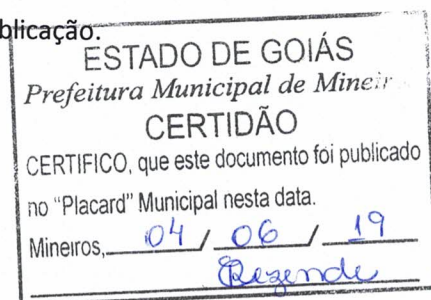 blicação.
ESTADO DE GOIÁS
Prefeitura Municipal de Mineir
CERTIDÃO
CERTIFICO, que este documento foi publicado
no "Placard" Municipal nesta data.
Mineiros, 04 / 06 / 19
Rezende